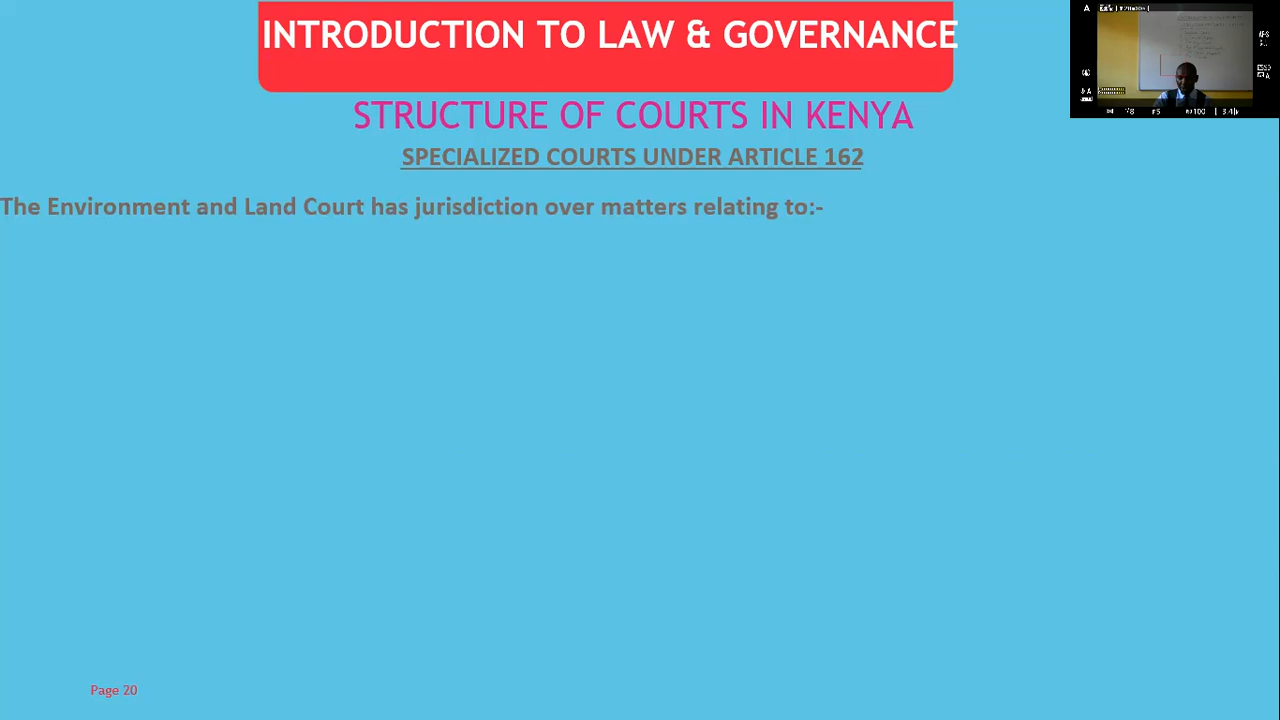 INTRODUCTION TO LAW & GOVERNANCE
STRUCTURE OF COURTS IN KENYA
SPECIALIZED COURTS UNDER ARTICLE 162
The Environment and Land Court has jurisdiction over matters relating to:-
Page 20